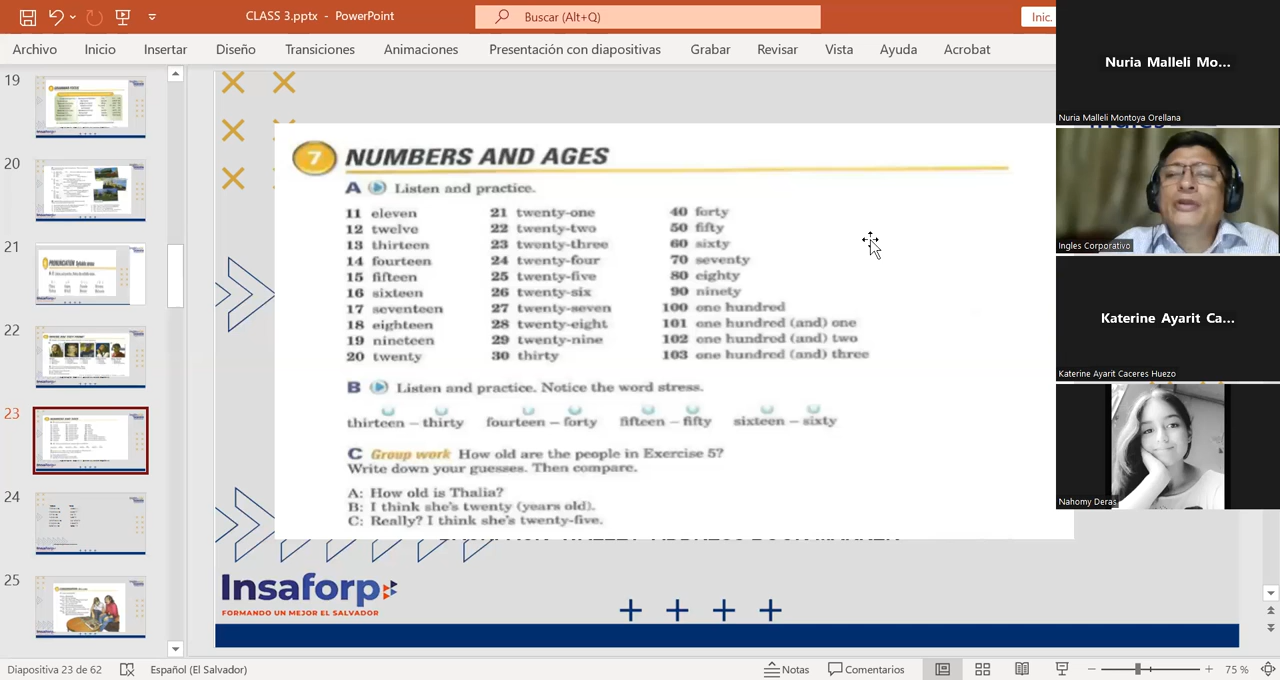 CLASS 3.pptx - PowerPoint
Buscar (Alt+Q)
Inic.
Archivo Inicio Insertar Diseño Transiciones Animaciones Presentación con diapositivas Grabar Revisar Vista Ayuda Acrobat
19
20
21
22
23
24
25
7 NUMBERS AND AGES
A Listen and practice.
11 eleven 21 twenty-one 40 forty
12 twelve 22 twenty-two 50 fifty
13 thirteen 23 twenty-three 60 sixty
14 fourteen 24 twenty-four 70 seventy
15 fifteen 25 twenty-five 80 eighty
16 sixteen 26 twenty-six 90 ninety
17 seventeen 27 twenty-seven 100 one hundred
18 eighteen 28 twenty-eight 101 one hundred (and) one
19 nineteen 29 twenty-nine 102 one hundred (and) two
20 twenty 30 thirty 103 one hundred (and) three
B Listen and practice. Notice the word stress.
thirteen – thirty fourteen – forty fifteen – fifty sixteen – sixty
C Group work How old are the people in Exercise 5?
Write down your guesses. Then compare.
A: How old is Thalia?
B: I think she's twenty (years old).
C: Really? I think she's twenty-five.
Insaforp
FORMANDO UN MEJOR EL SALVADOR
Nuria Malleli Mo...
Nuria Malleli Montoya Orellana
Ingles Corporativo
Katerine Ayarit Ca...
Katerine Ayarit Caceres Huezo
Nahomy Deras
Diapositiva 23 de 62 Español (El Salvador) Notas Comentarios 75 %